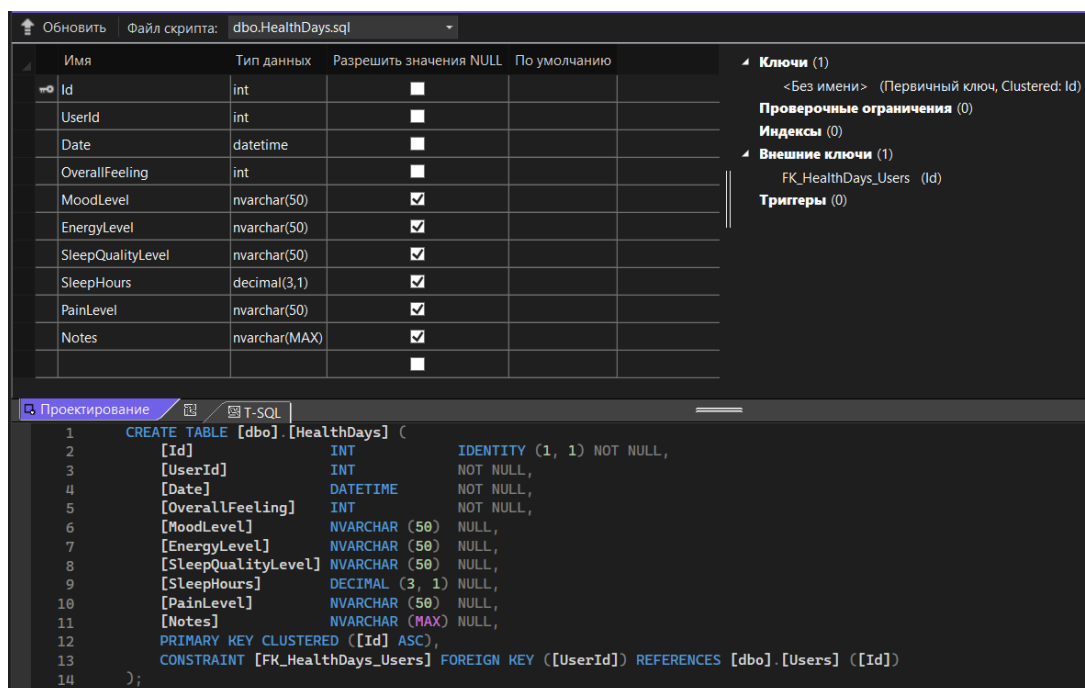 Обновить Файл скрипта: dbo.HealthDays.sql
Имя Тип данных Разрешить значения NULL По умолчанию
Id int
UserId int
Date datetime
OverallFeeling int
MoodLevel nvarchar(50)
EnergyLevel nvarchar(50)
SleepQualityLevel nvarchar(50)
SleepHours decimal(3,1)
PainLevel nvarchar(50)
Notes nvarchar(MAX)
Ключи (1)
<Без имени> (Первичный ключ, Clustered: Id)
Проверочные ограничения (0)
Индексы (0)
Внешние ключи (1)
FK_HealthDays_Users (Id)
Триггеры (0)
Проектирование T-SQL
1 CREATE TABLE [dbo].[HealthDays] (
2 [Id] INT IDENTITY (1, 1) NOT NULL,
3 [UserId] INT NOT NULL,
4 [Date] DATETIME NOT NULL,
5 [OverallFeeling] INT NOT NULL,
6 [MoodLevel] NVARCHAR (50) NULL,
7 [EnergyLevel] NVARCHAR (50) NULL,
8 [SleepQualityLevel] NVARCHAR (50) NULL,
9 [SleepHours] DECIMAL (3, 1) NULL,
10 [PainLevel] NVARCHAR (50) NULL,
11 [Notes] NVARCHAR (MAX) NULL,
12 PRIMARY KEY CLUSTERED ([Id] ASC),
13 CONSTRAINT [FK_HealthDays_Users] FOREIGN KEY ([UserId]) REFERENCES [dbo].[Users] ([Id])
14 );